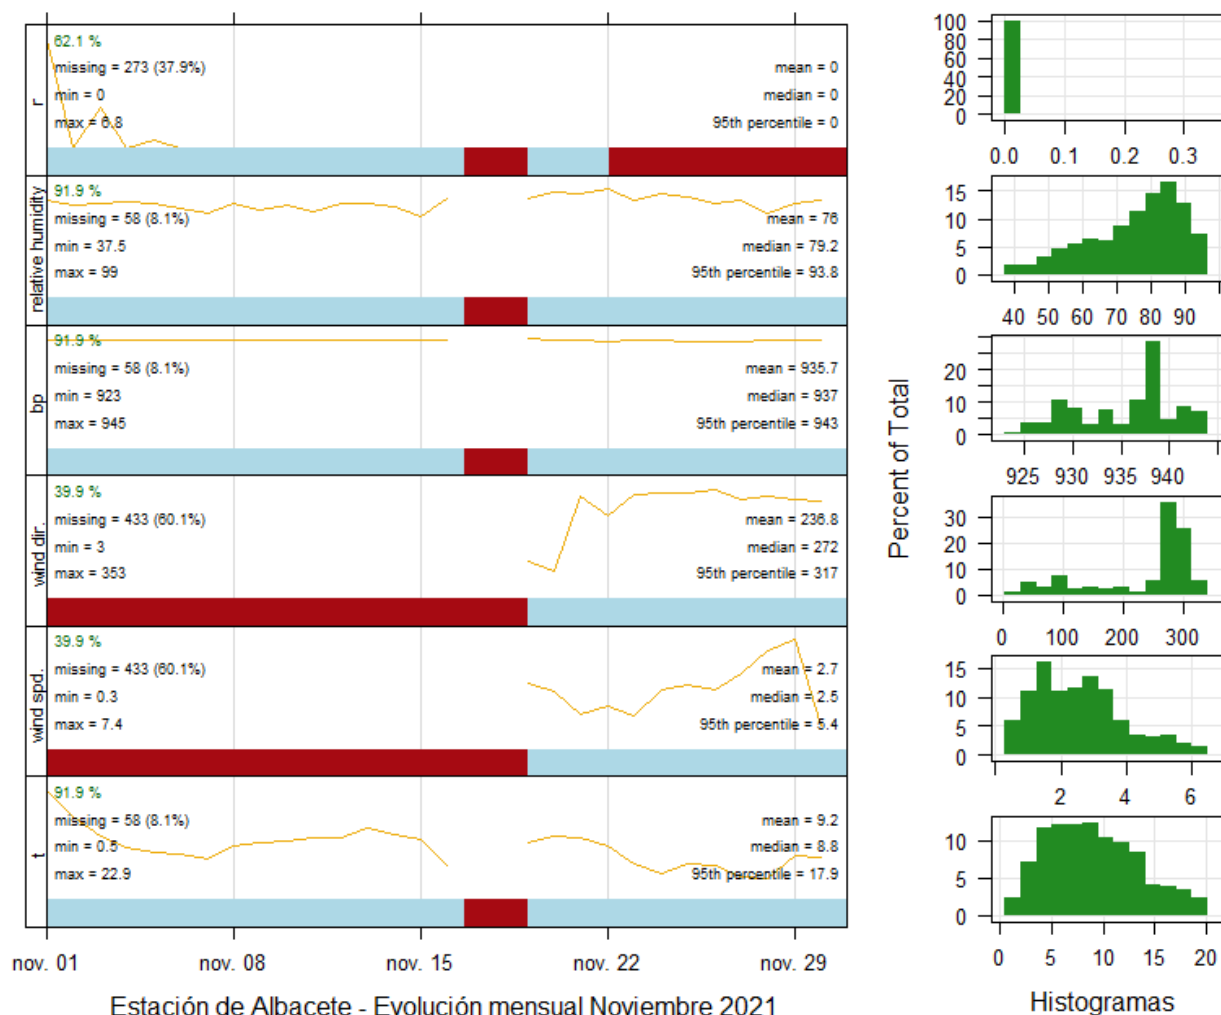 r
62.1 %
missing = 273 (37.9%)
min = 0
max = 6.8
mean = 0
median = 0
95th percentile = 0
relative humidity
91.9 %
missing = 58 (8.1%)
min = 37.5
max = 99
mean = 76
median = 79.2
95th percentile = 93.8
bp
91.9 %
missing = 58 (8.1%)
min = 923
max = 945
mean = 935.7
median = 937
95th percentile = 943
wind dir.
39.9 %
missing = 433 (60.1%)
min = 3
max = 353
mean = 236.8
median = 272
95th percentile = 317
wind spd.
39.9 %
missing = 433 (60.1%)
min = 0.3
max = 7.4
mean = 2.7
median = 2.5
95th percentile = 5.4
t
91.9 %
missing = 58 (8.1%)
min = 0.5
max = 22.9
mean = 9.2
median = 8.8
95th percentile = 17.9
nov. 01 nov. 08 nov. 15 nov. 22 nov. 29
Estación de Albacete - Evolución mensual Noviembre 2021
Percent of Total
100
80
60
40
20
0
0.0 0.1 0.2 0.3
15
10
5
0
40 50 60 70 80 90
20
10
0
925 930 935 940
30
20
10
0
0 100 200 300
15
10
5
0
2 4 6
10
5
0
0 5 10 15 20
Histogramas